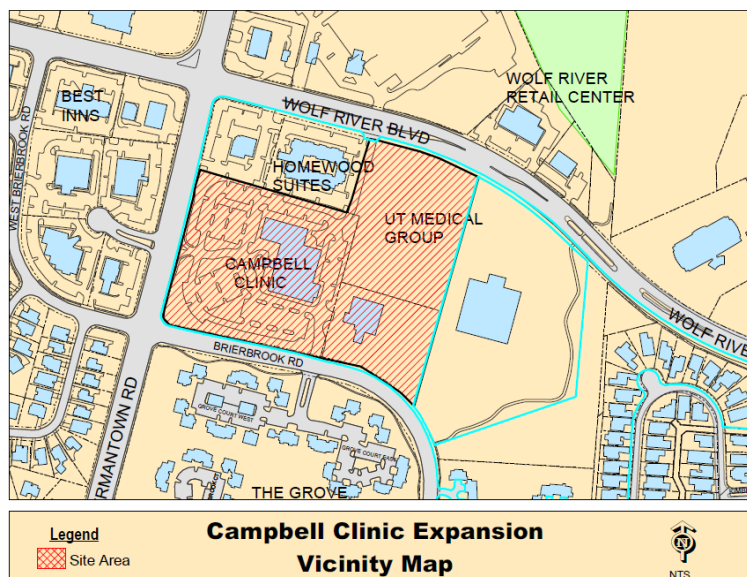 WOLF RIVER
RETAIL CENTER
BEST
INNS
WOLF RIVER BLVD
WEST BRIERBROOK RD
HOMEWOOD
SUITES
UT MEDICAL
GROUP
CAMPBELL
CLINIC
WOLF RIVE
BRIERBROOK RD
RMANTOWN RD
GROVE COURT WEST
GROVE COURT EAST
THE GROVE
Legend
Site Area
Campbell Clinic Expansion
Vicinity Map
N
NTS